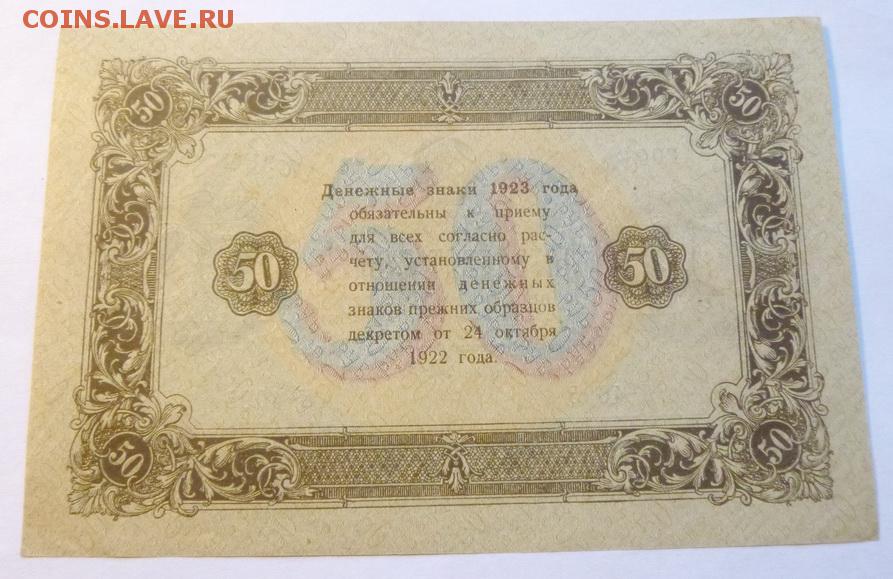 COINS.LAVE.RU
50 50
Денежные знаки 1923 года
обязательны к приему
для всех согласно рас-
чету, установленному в
50 50 50
отношении денежных
знаков прежних образцов
декретом от 24 октября
1922 года.
50 50